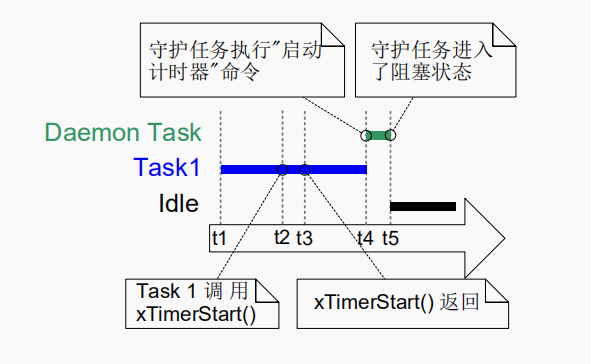 守护任务执行"启动
计时器"命令
守护任务进入
了阻塞状态
Daemon Task
Task1
Idle
t1 t2 t3 t4 t5
Task 1 调 用
xTimerStart()
xTimerStart() 返回